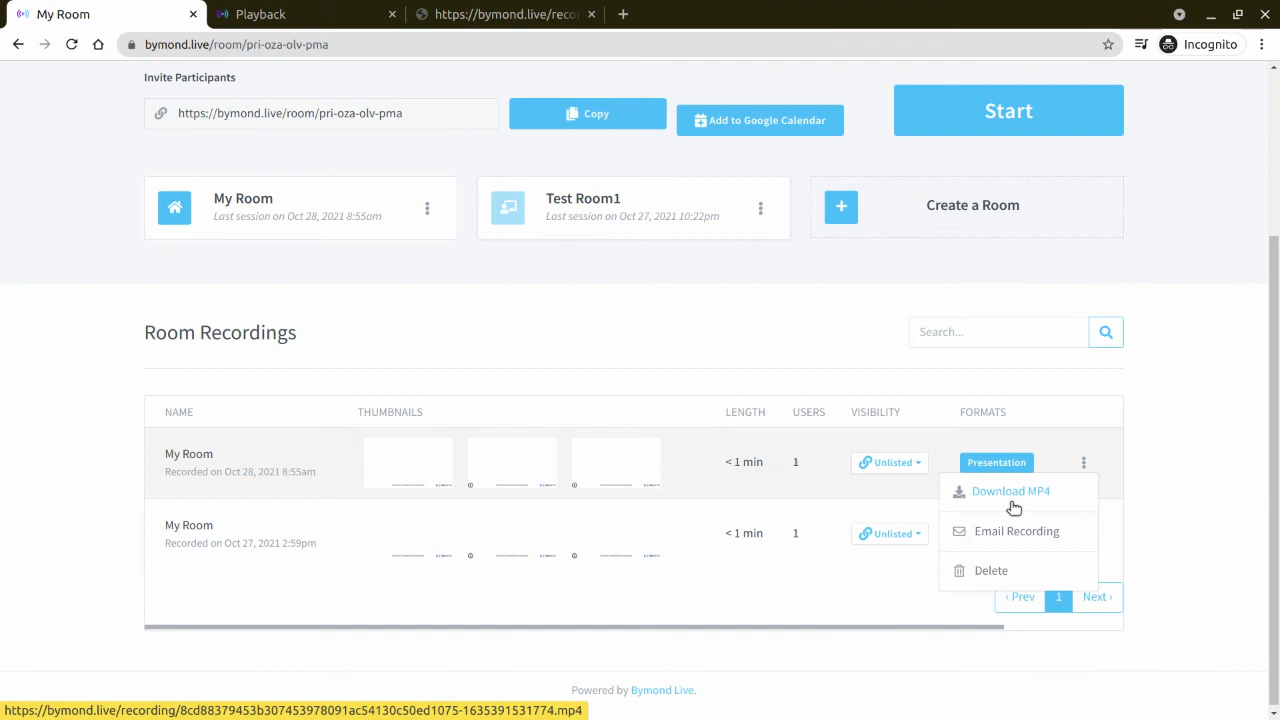 My Room
Playback
https://bymond.live/reco
bymond.live/room/pri-oza-olv-pma
Incognito
Invite Participants
https://bymond.live/room/pri-oza-olv-pma
Copy
Add to Google Calendar
Start
My Room
Last session on Oct 28, 2021 8:55am
Test Room1
Last session on Oct 27, 2021 10:22pm
Create a Room
Room Recordings
Search...
NAME THUMBNAILS LENGTH USERS VISIBILITY FORMATS
My Room
Recorded on Oct 28, 2021 8:55am
< 1 min 1 Unlisted Presentation
Download MP4
Email Recording
Delete
My Room
Recorded on Oct 27, 2021 2:59pm
< 1 min 1 Unlisted
‹ Prev 1 Next ›
Powered by Bymond Live.
https://bymond.live/recording/8cd88379453b307453978091ac54130c50ed1075-1635391531774.mp4